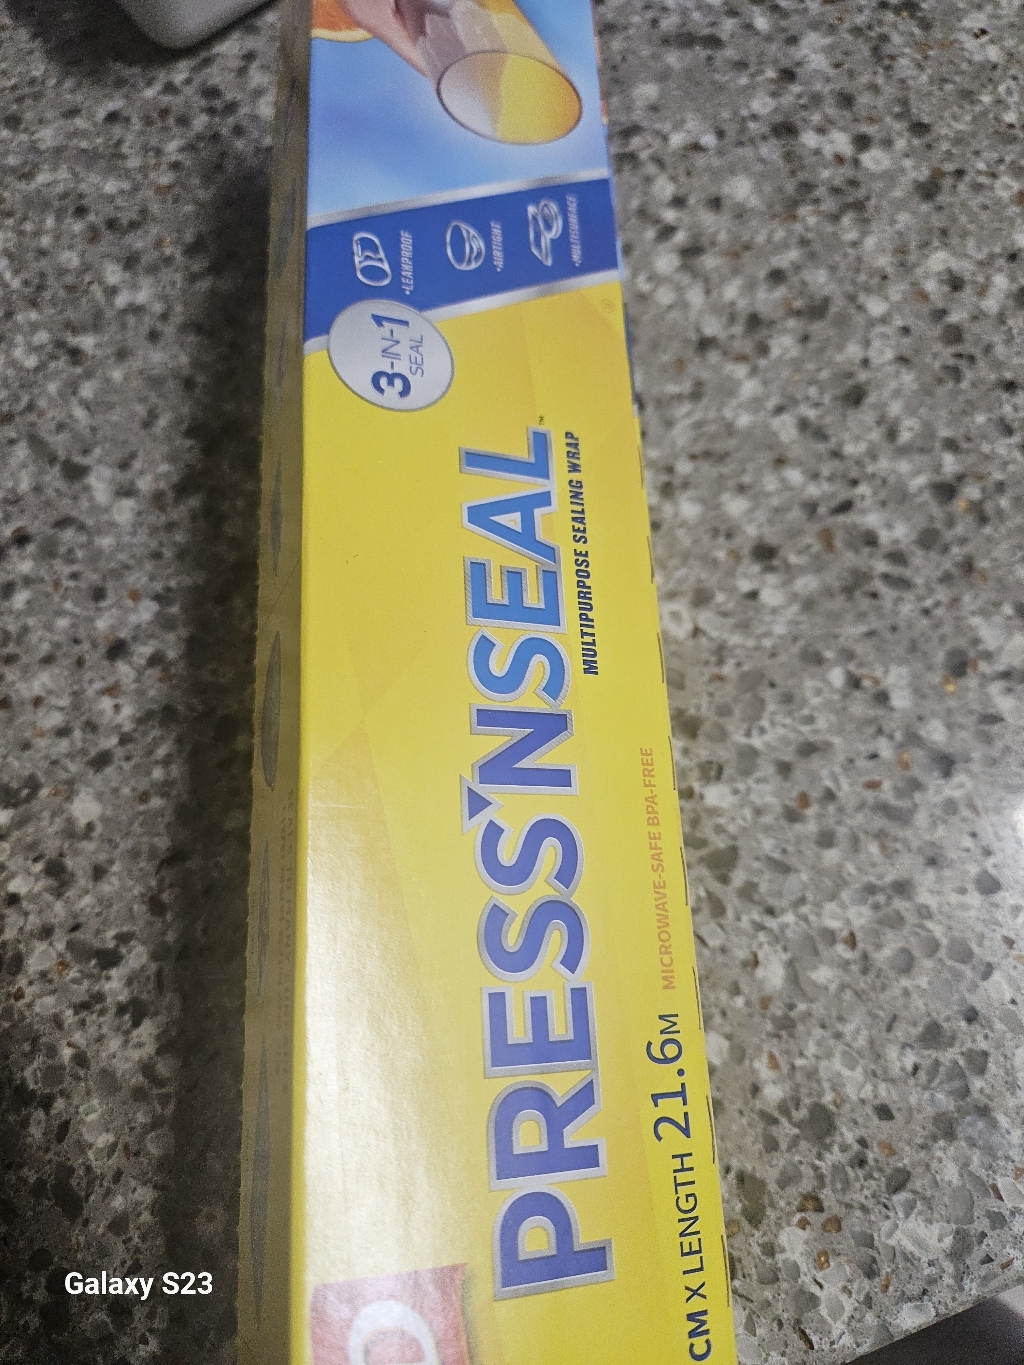 •LEAKPROOF
•AIRTIGHT
•MULTISURFACE
3-IN-1
SEAL
PRESS'NSEAL™
MULTIPURPOSE SEALING WRAP
CM X LENGTH 21.6M MICROWAVE-SAFE BPA-FREE
Galaxy S23